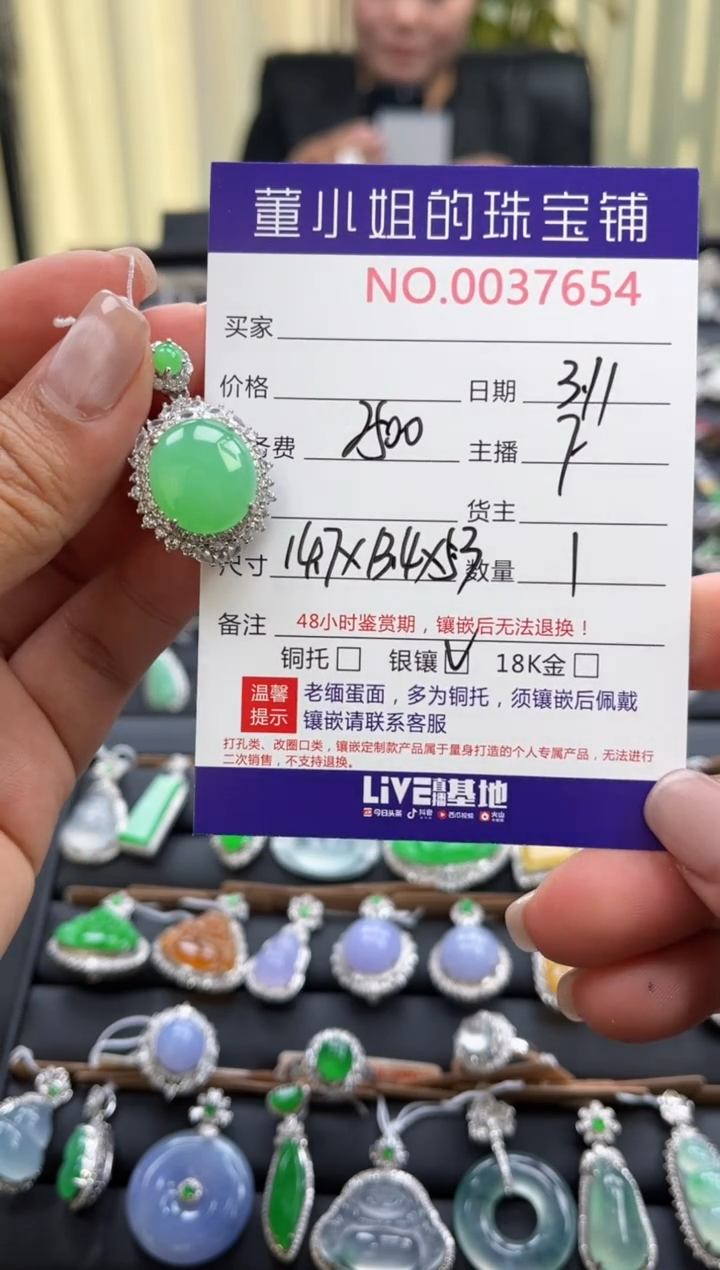 董小姐的珠宝铺
NO.0037654
买家
价格 日期 3.11
费 2500 主播
货主
尺寸 14.7×13.4×5.3 数量 1
备注 48小时鉴赏期，镶嵌后无法退换！
铜托 银镶 18K金
温馨提示 老缅蛋面，多为铜托，须镶嵌后佩戴
镶嵌请联系客服
打孔类、改圈口类，镶嵌定制款产品属于量身打造的个人专属产品，无法进行
二次销售，不支持退换。
LiVE直播基地
今日头条 抖音 西瓜视频 火山